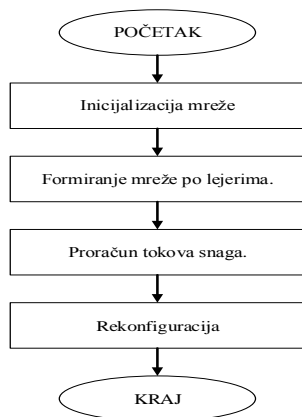 POČETAK
Inicijalizacija mreže
Formiranje mreže po lejerima.
Proračun tokova snaga.
Rekonfiguracija
KRAJ